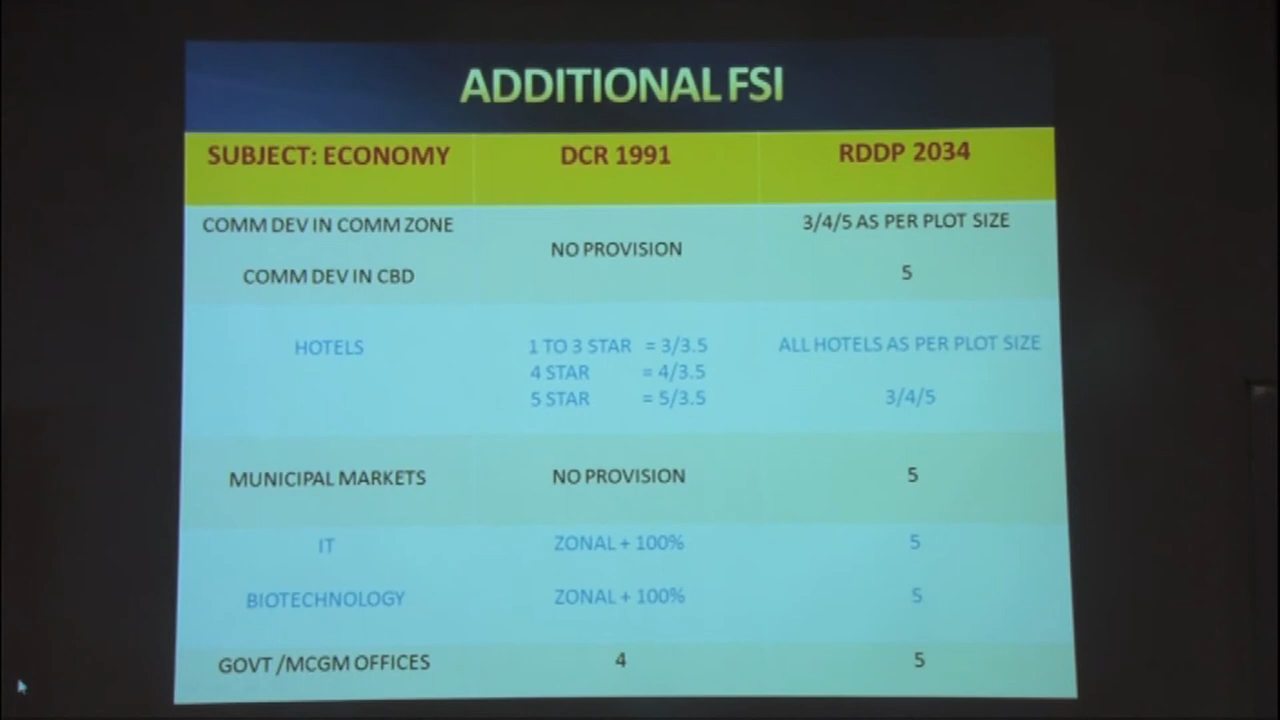 ADDITIONAL FSI
SUBJECT: ECONOMY DCR 1991 RDDP 2034
COMM DEV IN COMM ZONE 3/4/5 AS PER PLOT SIZE
NO PROVISION
COMM DEV IN CBD 5
HOTELS 1 TO 3 STAR = 3/3.5 ALL HOTELS AS PER PLOT SIZE
4 STAR = 4/3.5
5 STAR = 5/3.5 3/4/5
MUNICIPAL MARKETS NO PROVISION 5
IT ZONAL + 100% 5
BIOTECHNOLOGY ZONAL + 100% 5
GOVT /MCGM OFFICES 4 5